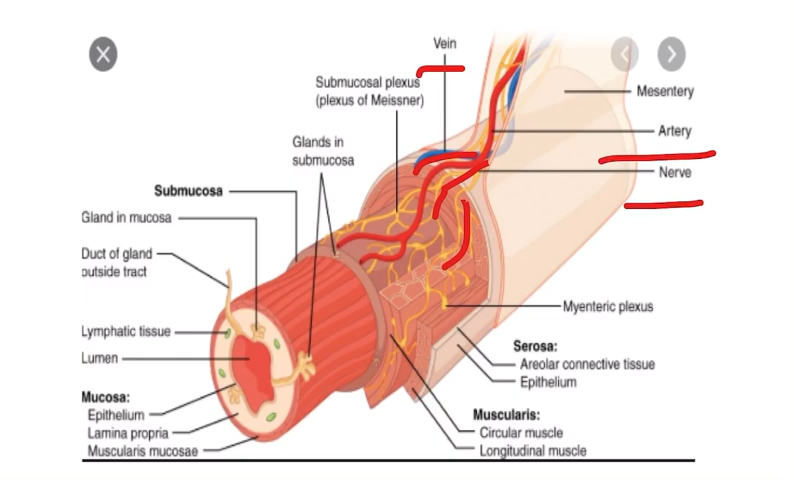 Vein
Submucosal plexus
(plexus of Meissner)
Mesentery
Glands in
submucosa
Artery
Nerve
Submucosa
Gland in mucosa
Duct of gland
outside tract
Myenteric plexus
Lymphatic tissue
Lumen
Serosa:
Areolar connective tissue
Epithelium
Mucosa:
Epithelium
Lamina propria
Muscularis mucosae
Muscularis:
Circular muscle
Longitudinal muscle